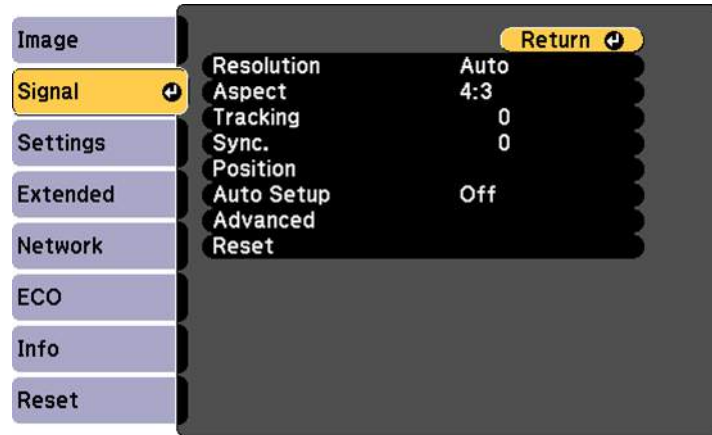 Image
Signal
Settings
Extended
Network
ECO
Info
Reset
Return
Resolution Auto
Aspect 4:3
Tracking 0
Sync. 0
Position
Auto Setup Off
Advanced
Reset